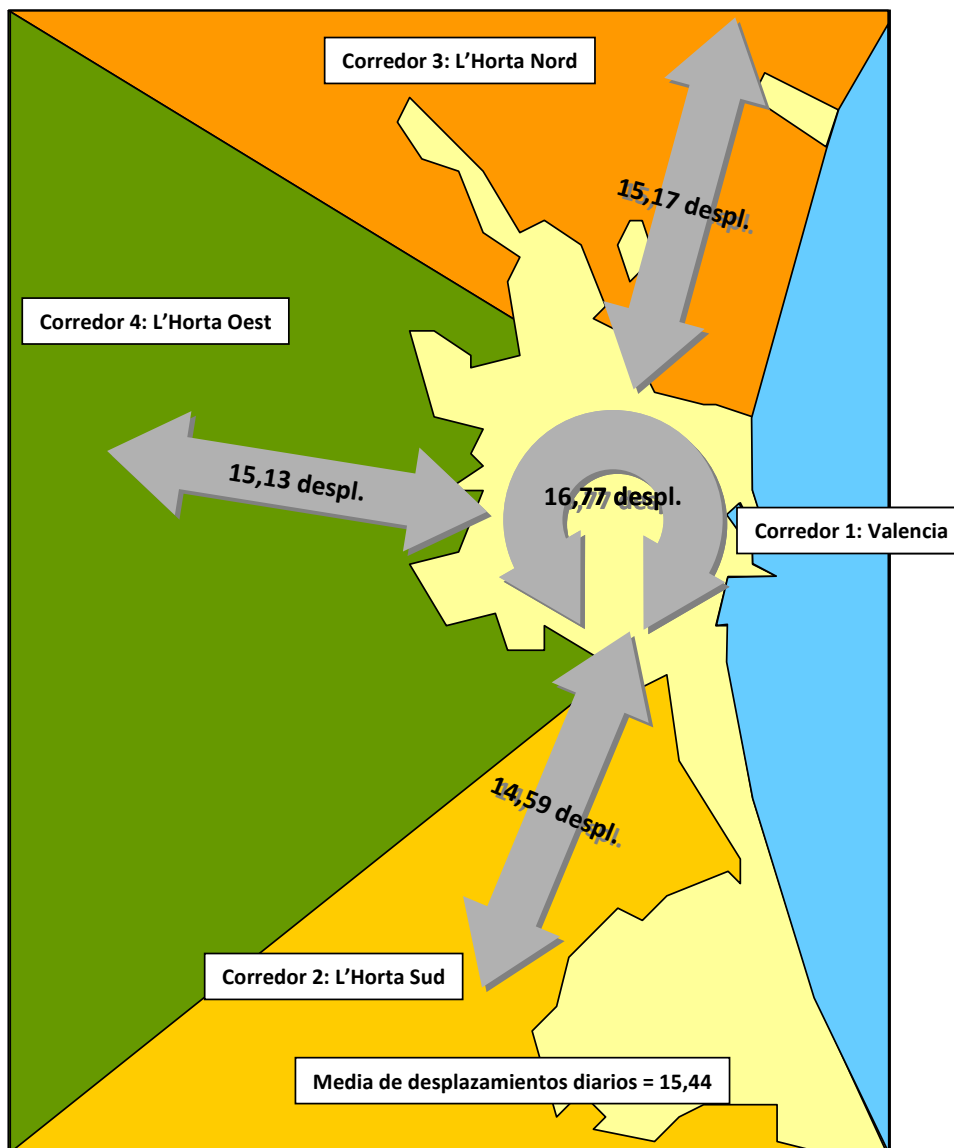 Corredor 3: L'Horta Nord
15,17 despl.
Corredor 4: L'Horta Oest
15,13 despl.
16,77 despl.
Corredor 1: Valencia
14,59 despl.
Corredor 2: L'Horta Sud
Media de desplazamientos diarios = 15,44